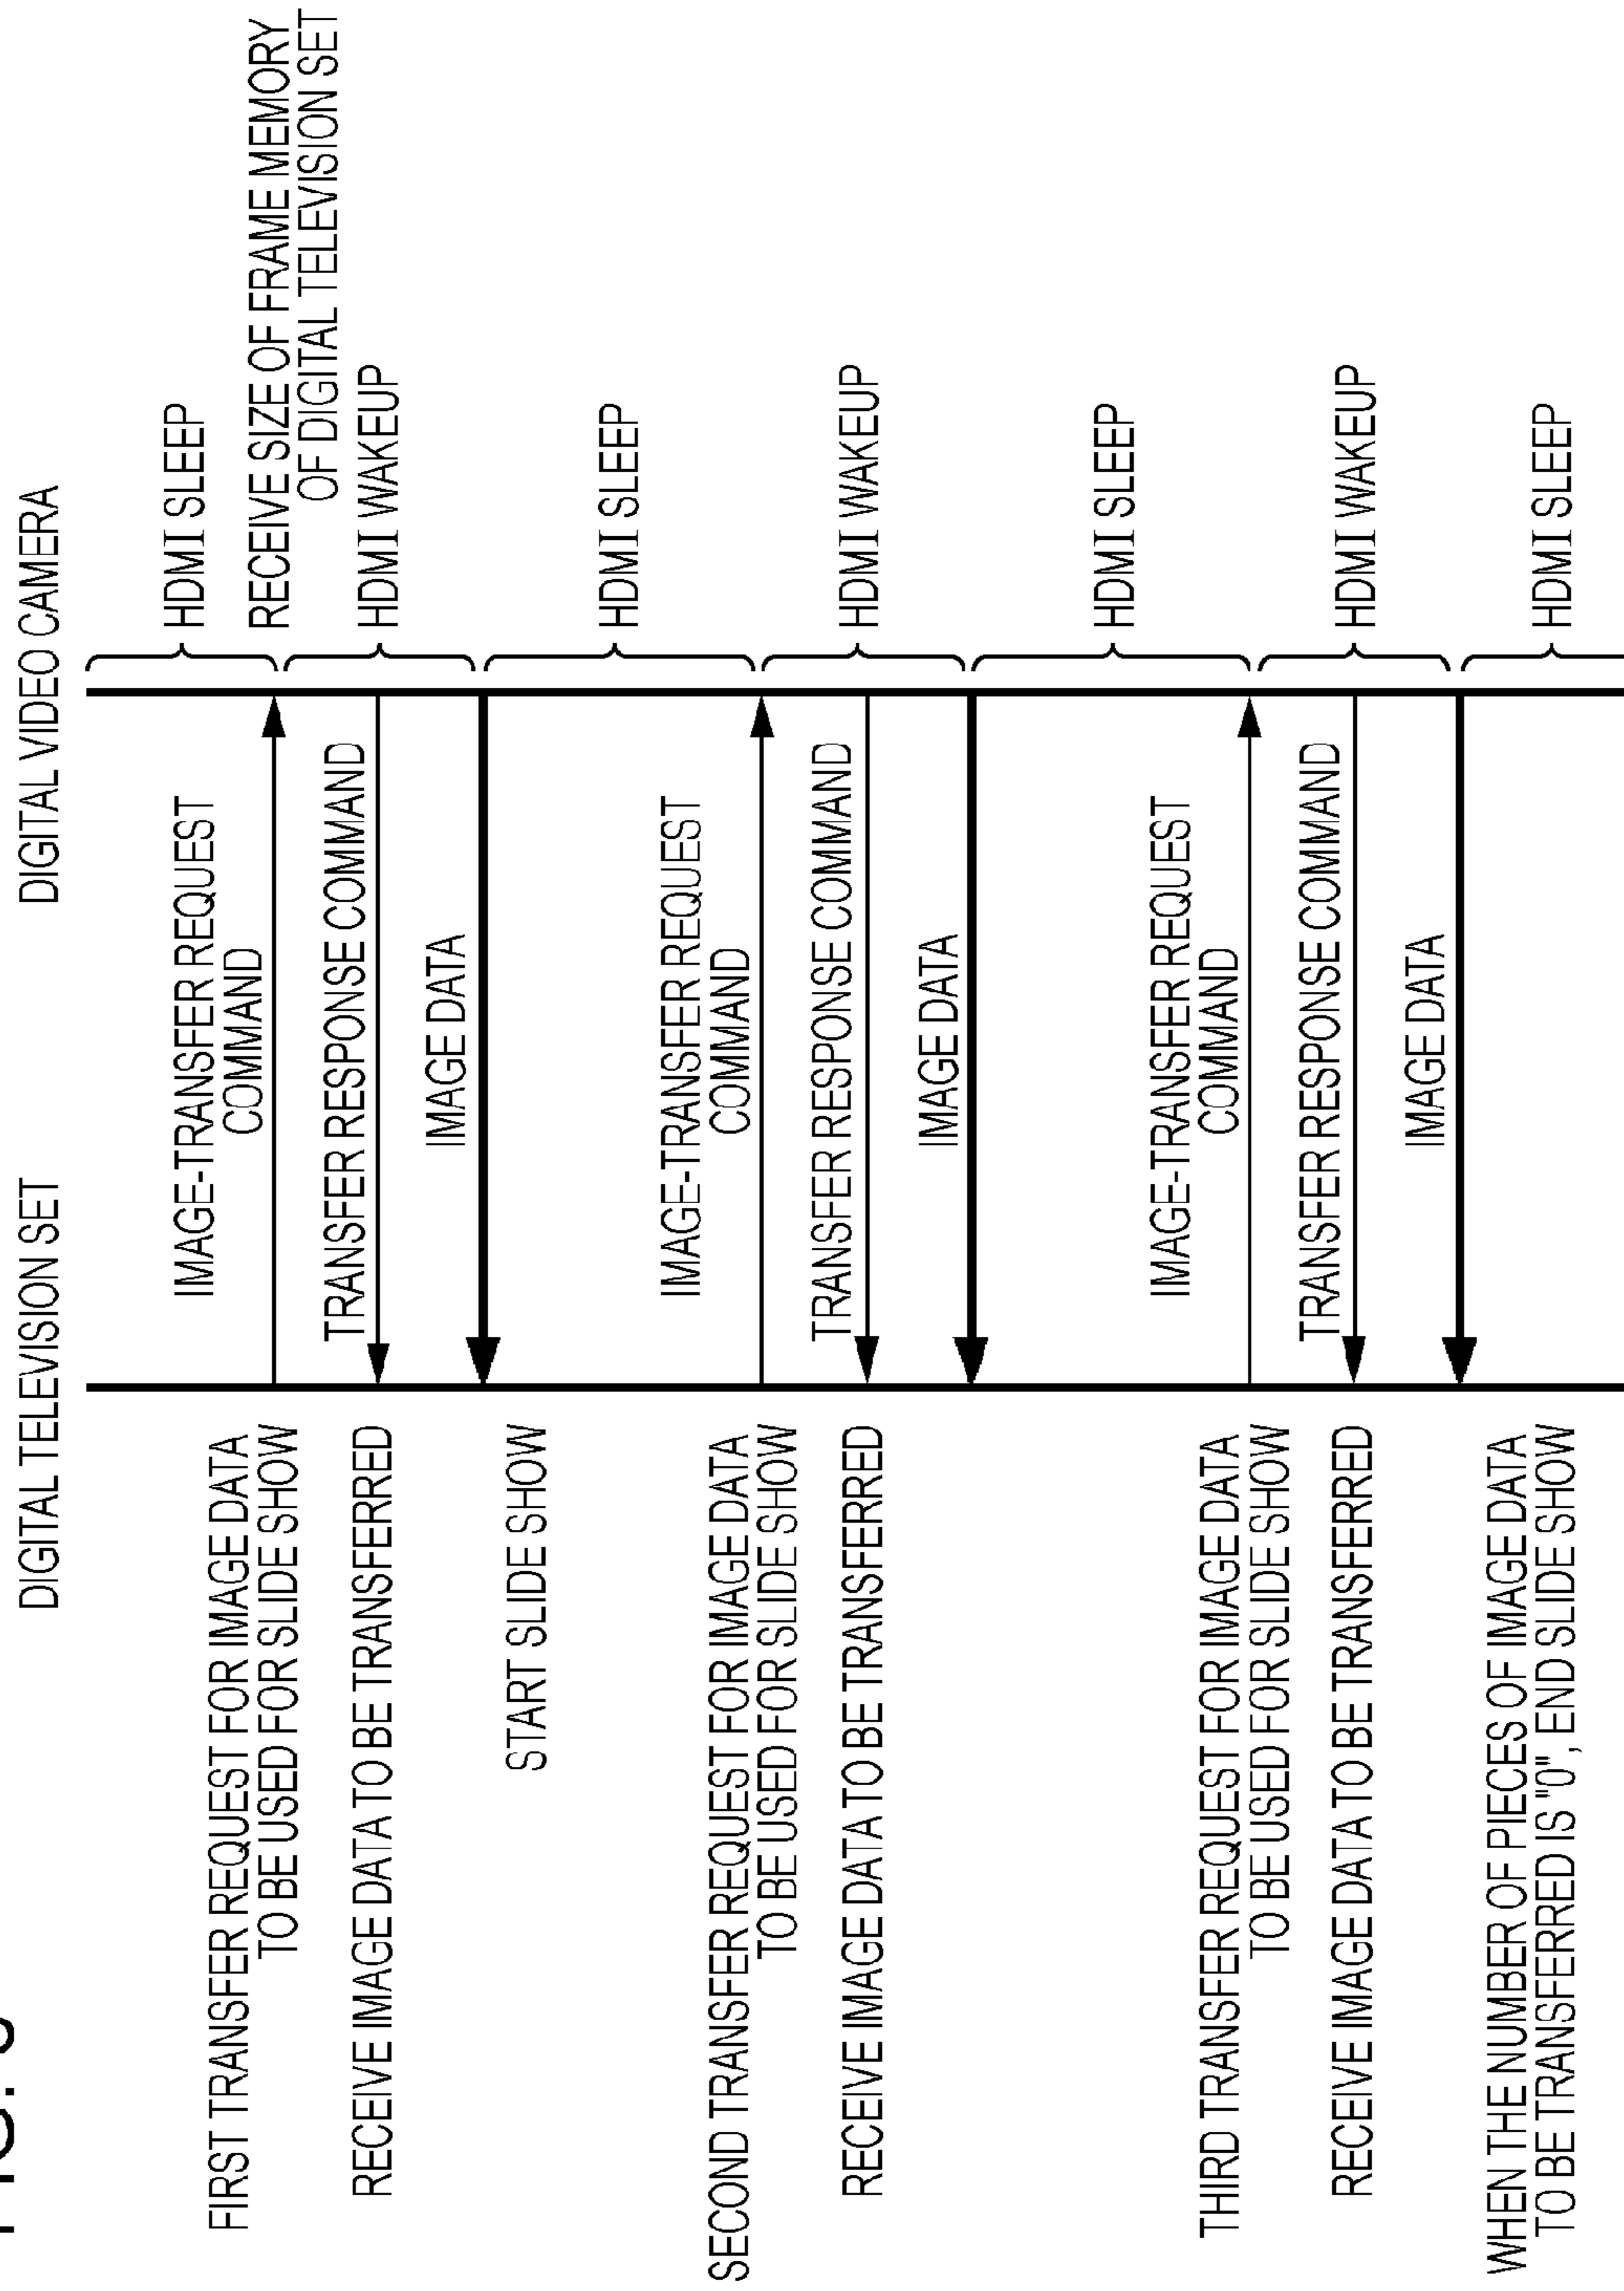 DIGITAL TELEVISION SET
DIGITAL VIDEO CAMERA
HDMI SLEEP
FIRST TRANSFER REQUEST FOR IMAGE DATA
TO BE USED FOR SLIDE SHOW
IMAGE-TRANSFER REQUEST
COMMAND
RECEIVE SIZE OF FRAME MEMORY
OF DIGITAL TELEVISION SET
RECEIVE IMAGE DATA TO BE TRANSFERRED
TRANSFER RESPONSE COMMAND
HDMI WAKEUP
IMAGE DATA
START SLIDE SHOW
HDMI SLEEP
SECOND TRANSFER REQUEST FOR IMAGE DATA
TO BE USED FOR SLIDE SHOW
IMAGE-TRANSFER REQUEST
COMMAND
RECEIVE IMAGE DATA TO BE TRANSFERRED
TRANSFER RESPONSE COMMAND
HDMI WAKEUP
IMAGE DATA
HDMI SLEEP
THIRD TRANSFER REQUEST FOR IMAGE DATA
TO BE USED FOR SLIDE SHOW
IMAGE-TRANSFER REQUEST
COMMAND
RECEIVE IMAGE DATA TO BE TRANSFERRED
TRANSFER RESPONSE COMMAND
HDMI WAKEUP
IMAGE DATA
WHEN THE NUMBER OF PIECES OF IMAGE DATA
TO BE TRANSFERRED IS "0", END SLIDE SHOW
HDMI SLEEP